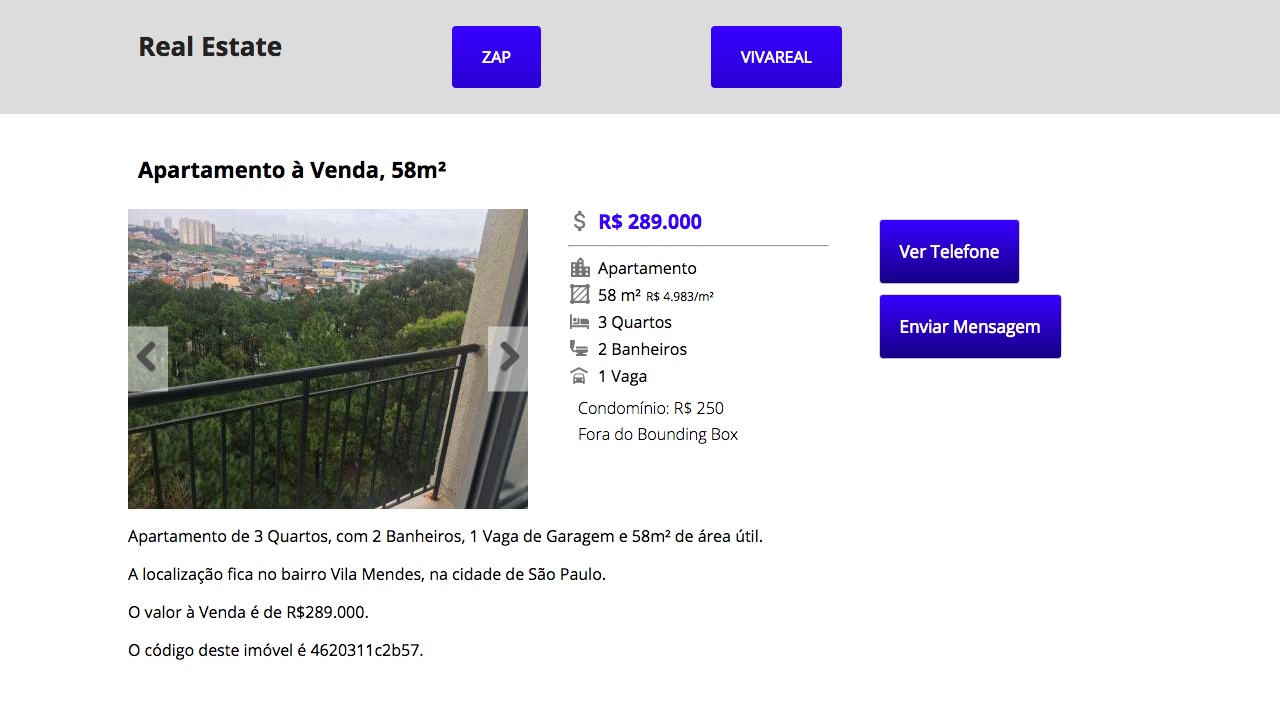 Real Estate
ZAP
VIVAREAL
Apartamento à Venda, 58m²
R$ 289.000
Apartamento
58 m² R$ 4.983/m²
3 Quartos
2 Banheiros
1 Vaga
Condomínio: R$ 250
Fora do Bounding Box
Ver Telefone
Enviar Mensagem
Apartamento de 3 Quartos, com 2 Banheiros, 1 Vaga de Garagem e 58m² de área útil.
A localização fica no bairro Vila Mendes, na cidade de São Paulo.
O valor à Venda é de R$289.000.
O código deste imóvel é 4620311c2b57.